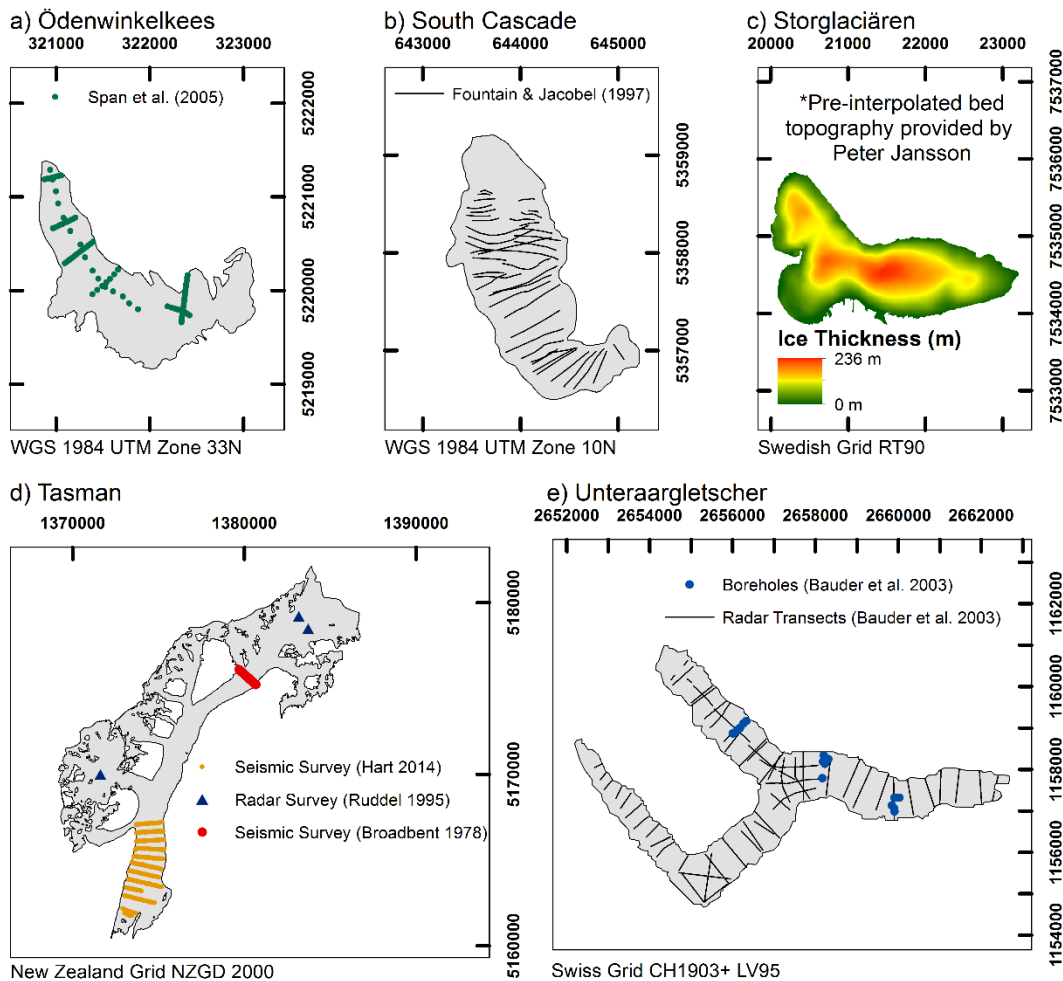 a) Ödenwinkelkees
321000 322000 323000
Span et al. (2005)
5222000
5221000
5220000
5219000
WGS 1984 UTM Zone 33N
b) South Cascade
643000 644000 645000
Fountain & Jacobel (1997)
5359000
5358000
5357000
WGS 1984 UTM Zone 10N
c) Storglaciären
20000 21000 22000 23000
*Pre-interpolated bed
topography provided by
Peter Jansson
7537000
7536000
7535000
7534000
7533000
Ice Thickness (m)
236 m
0 m
Swedish Grid RT90
d) Tasman
1370000 1380000 1390000
5180000
5170000
5160000
Seismic Survey (Hart 2014)
Radar Survey (Ruddel 1995)
Seismic Survey (Broadbent 1978)
New Zealand Grid NZGD 2000
e) Unteraargletscher
2652000 2654000 2656000 2658000 2660000 2662000
Boreholes (Bauder et al. 2003)
Radar Transects (Bauder et al. 2003)
1162000
1160000
1158000
1156000
1154000
Swiss Grid CH1903+ LV95